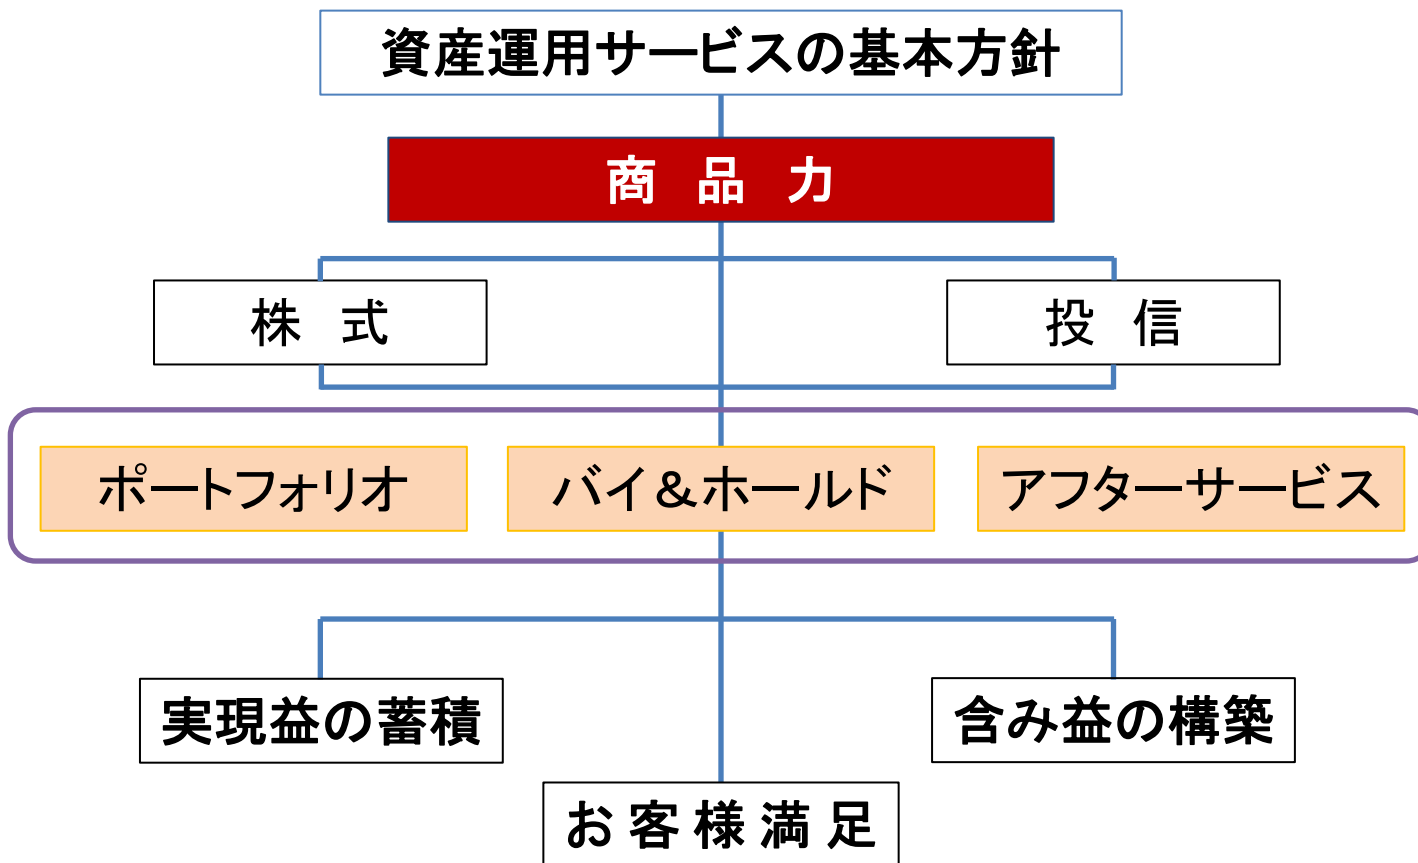 資産運用サービスの基本方針
商　品　力
株　式
投　信
ポートフォリオ
バイ＆ホールド
アフターサービス
実現益の蓄積
含み益の構築
お 客 様 満 足